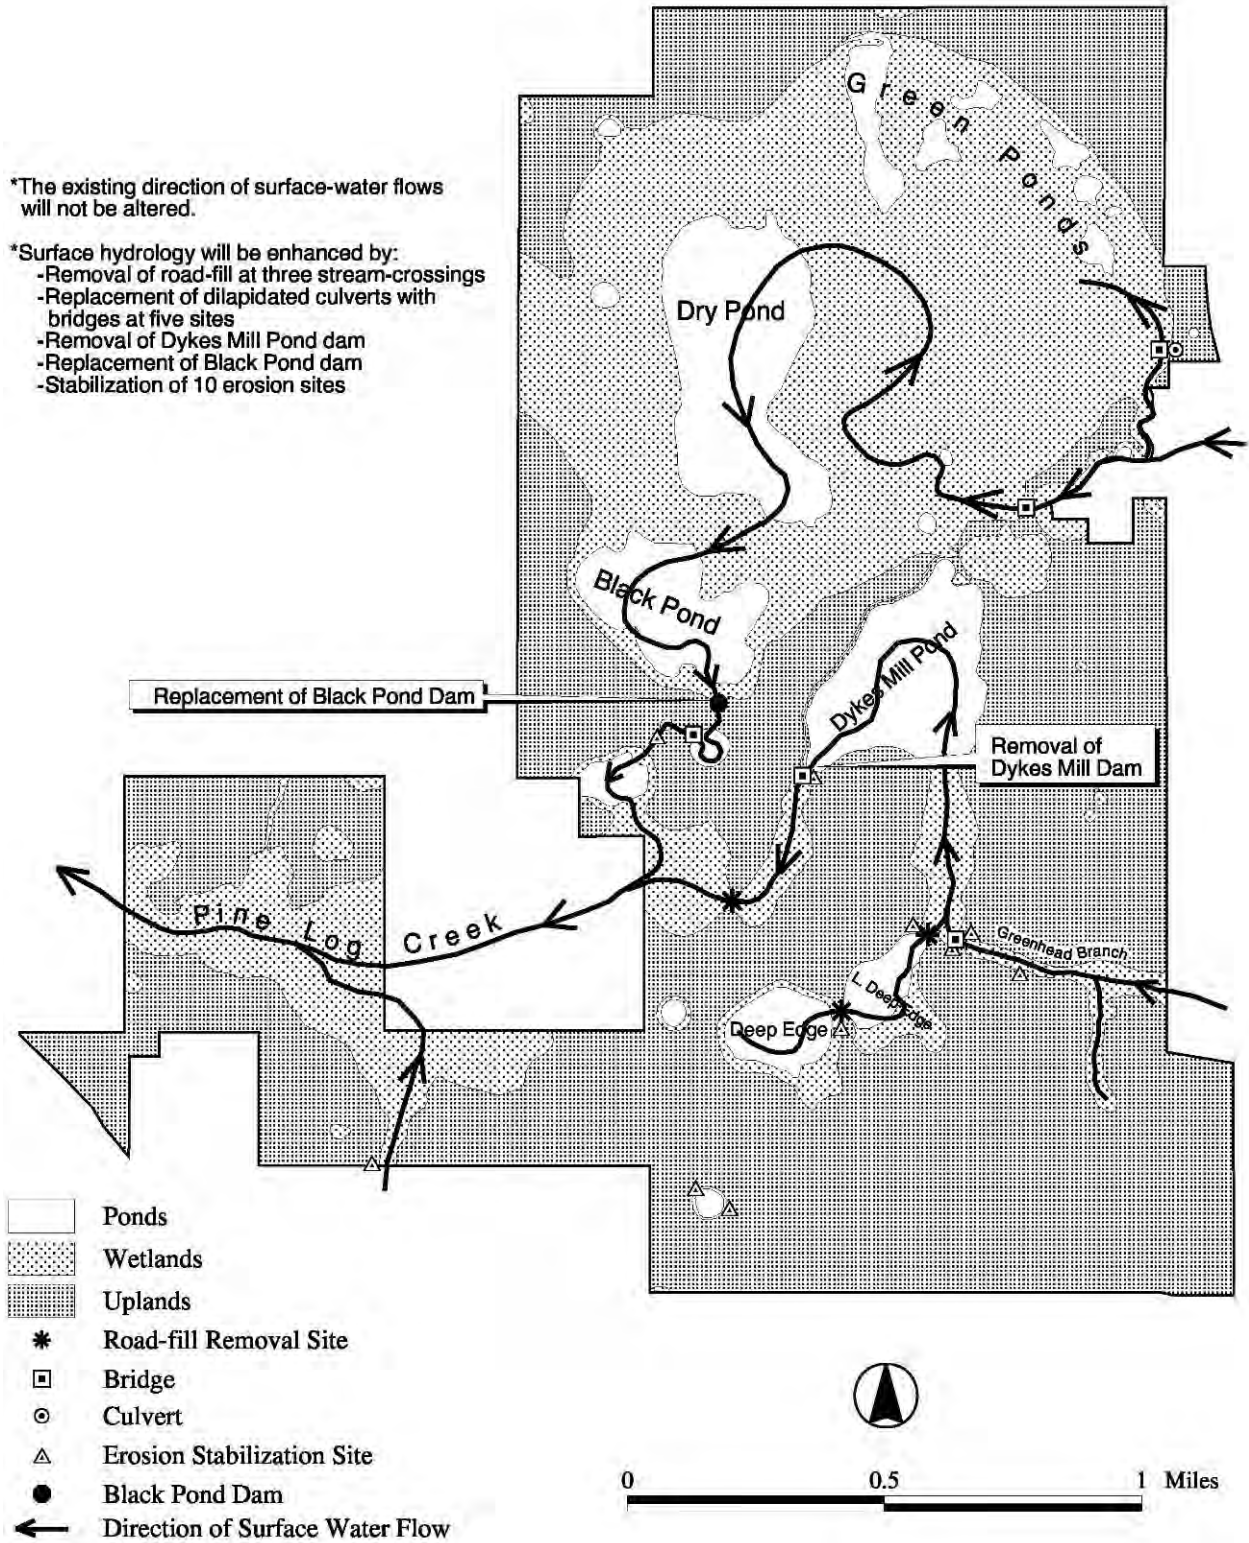 *The existing direction of surface-water flows
will not be altered.
*Surface hydrology will be enhanced by:
-Removal of road-fill at three stream-crossings
-Replacement of dilapidated culverts with
bridges at five sites
-Removal of Dykes Mill Pond dam
-Replacement of Black Pond dam
-Stabilization of 10 erosion sites
Green Ponds
Dry Pond
Black Pond
Dykes Mill Pond
Replacement of Black Pond Dam
Removal of
Dykes Mill Dam
Pine Log Creek
Greenhead Branch
L. Deep Edge
Deep Edge
Ponds
Wetlands
Uplands
Road-fill Removal Site
Bridge
Culvert
Erosion Stabilization Site
Black Pond Dam
Direction of Surface Water Flow
0 0.5 1 Miles